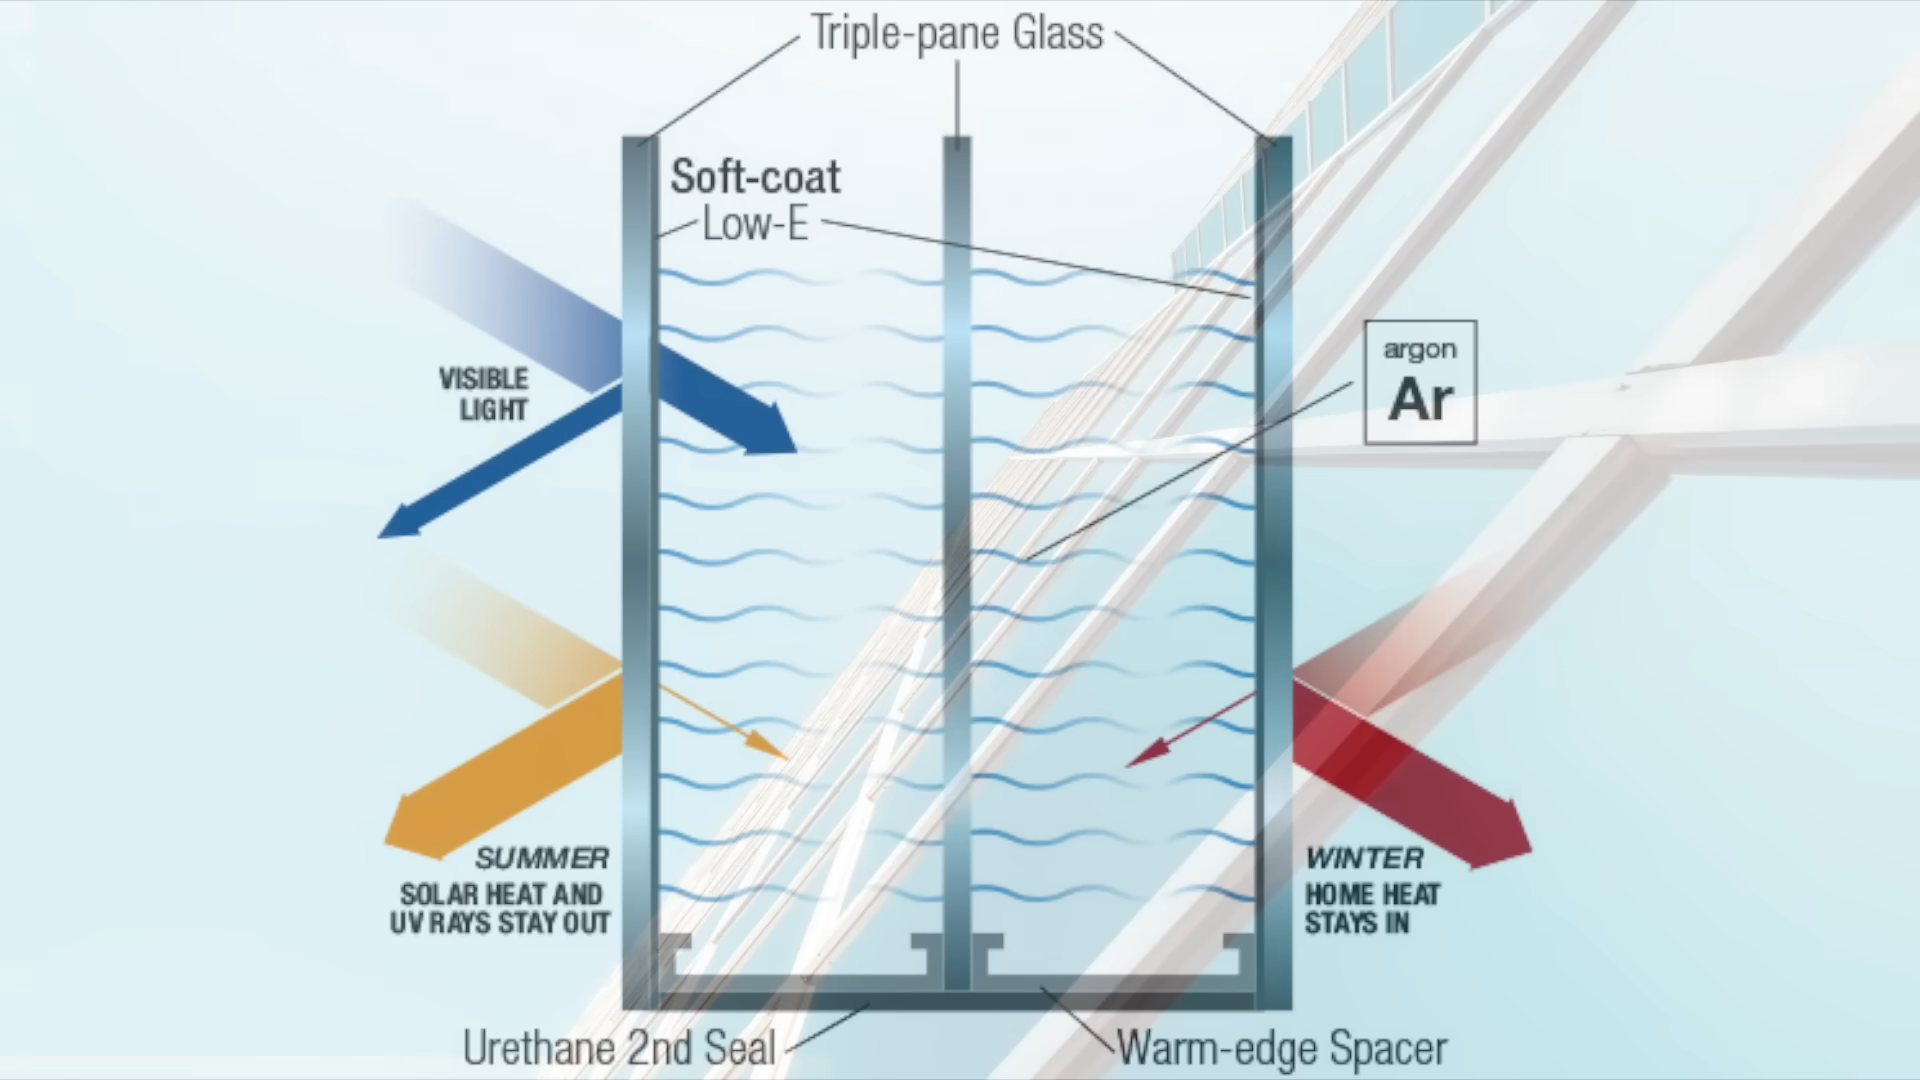 Triple-pane Glass
Soft-coat
Low-E
argon
Ar
VISIBLE
LIGHT
SUMMER
SOLAR HEAT AND
UV RAYS STAY OUT
WINTER
HOME HEAT
STAYS IN
Urethane 2nd Seal
Warm-edge Spacer